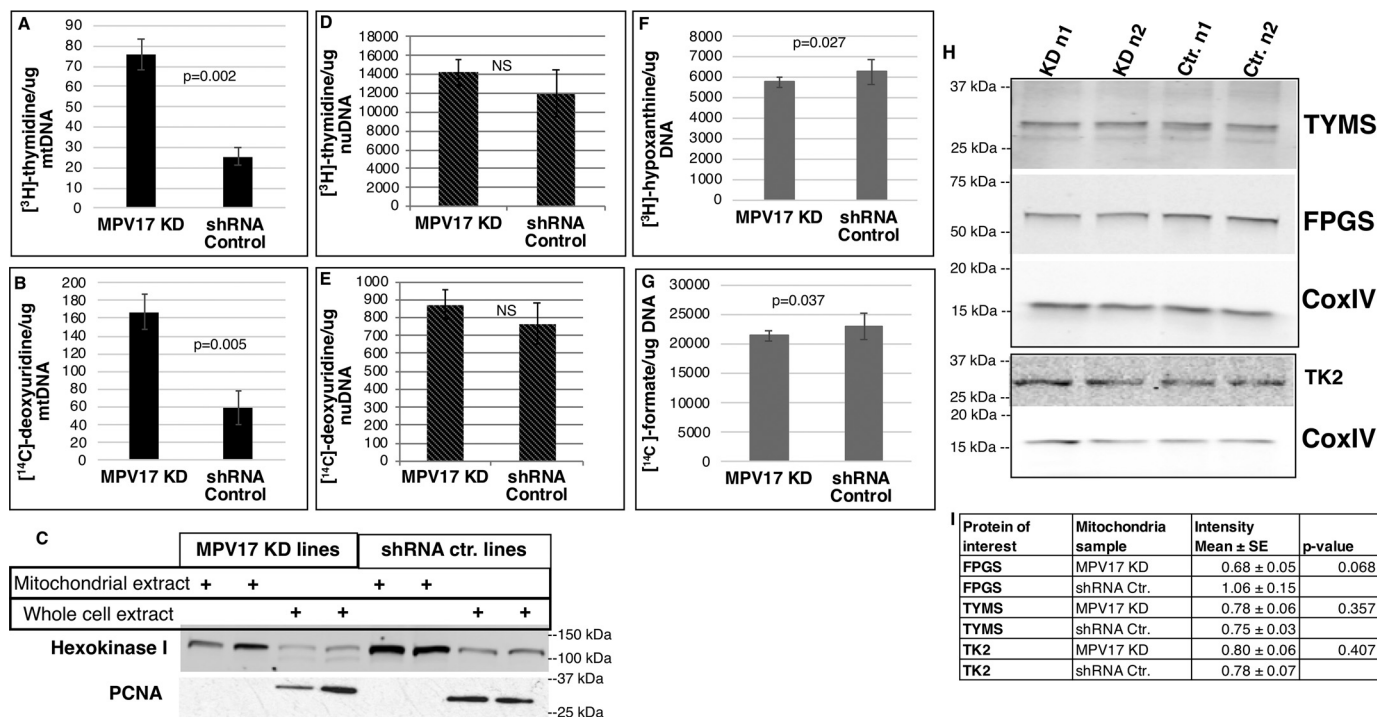 A
[³H]-thymidine/ug
mtDNA
90
80
70
60
50
40
30
20
10
0
p=0.002
MPV17 KD
shRNA
Control
D
[³H]-thymidine/ug
nuDNA
18000
16000
14000
12000
10000
8000
6000
4000
2000
0
NS
MPV17 KD
shRNA
Control
F
[³H]-hypoxanthine/ug
DNA
8000
7000
6000
5000
4000
3000
2000
1000
0
p=0.027
MPV17 KD
shRNA
Control
B
[¹⁴C]-deoxyuridine/ug
mtDNA
200
180
160
140
120
100
80
60
40
20
0
p=0.005
MPV17 KD
shRNA
Control
E
[¹⁴C]-deoxyuridine/ug
nuDNA
1000
900
800
700
600
500
400
300
200
100
0
NS
MPV17 KD
shRNA
Control
G
[¹⁴C ]-formate/ug DNA
30000
25000
20000
15000
10000
5000
0
p=0.037
MPV17 KD
shRNA
Control
C
MPV17 KD lines shRNA ctr. lines
Mitochondrial extract + + + +
Whole cell extract + + + +
Hexokinase I
--150 kDa
--100 kDa
PCNA
--37 kDa
--25 kDa
H
KD n1 KD n2 Ctr. n1 Ctr. n2
37 kDa --
TYMS
25 kDa --
75 kDa --
FPGS
50 kDa --
20 kDa --
CoxIV
15 kDa --
37 kDa --
TK2
25 kDa --
20 kDa --
CoxIV
15 kDa --
I
Protein of interest Mitochondria sample Intensity Mean ± SE p-value
FPGS MPV17 KD 0.68 ± 0.05 0.068
FPGS shRNA Ctr. 1.06 ± 0.15
TYMS MPV17 KD 0.78 ± 0.06 0.357
TYMS shRNA Ctr. 0.75 ± 0.03
TK2 MPV17 KD 0.80 ± 0.06 0.407
TK2 shRNA Ctr. 0.78 ± 0.07